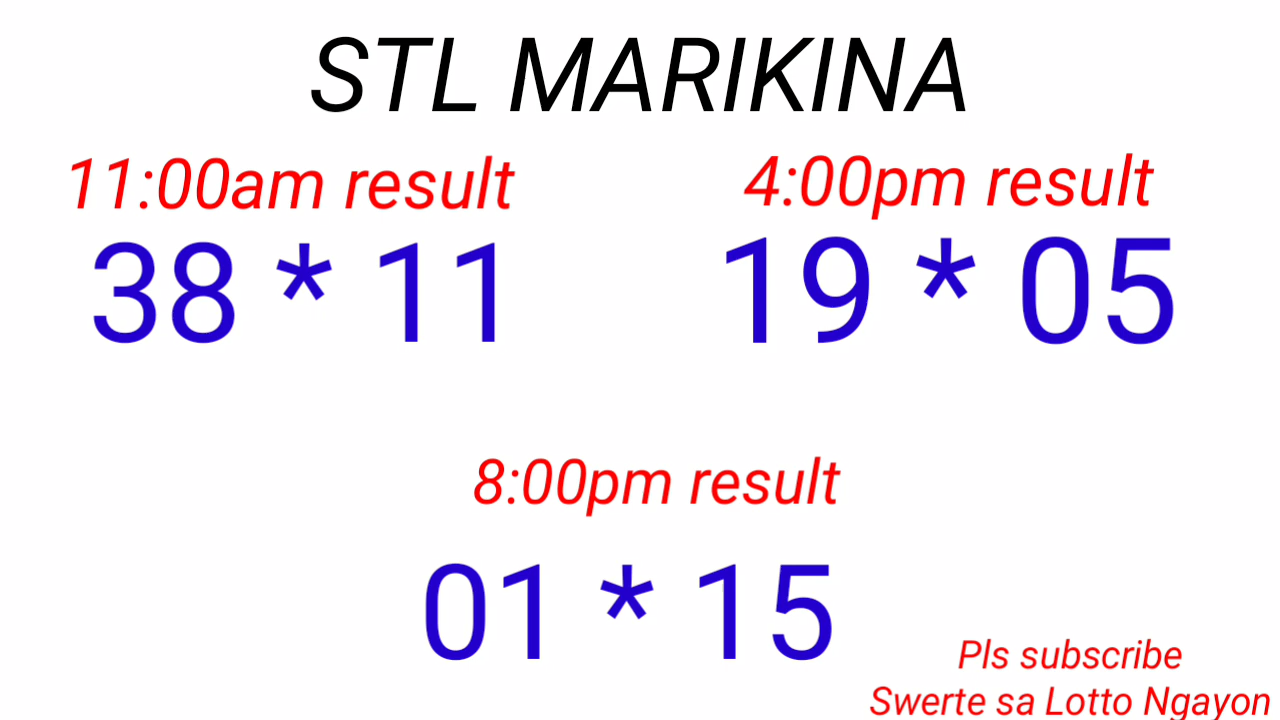 STL MARIKINA
11:00am result
38 * 11
4:00pm result
19 * 05
8:00pm result
01 * 15
Pls subscribe
Swerte sa Lotto Ngayon